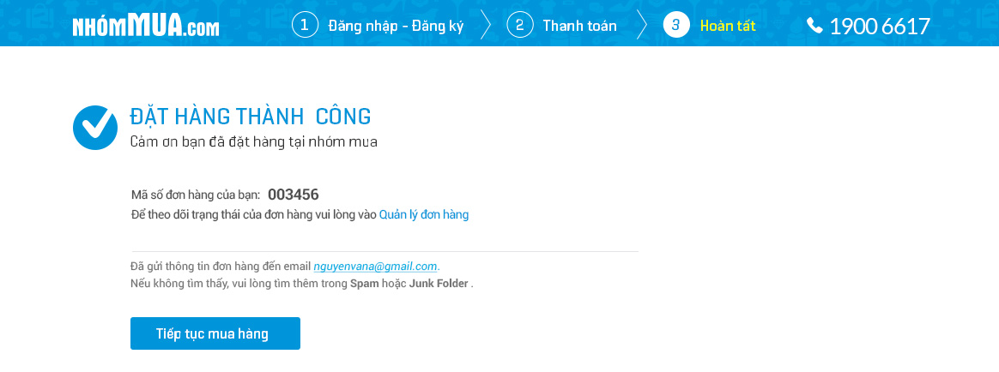 NHÓMMUA.COM 1 Đăng nhập - Đăng ký 2 Thanh toán 3 Hoàn tất 1900 6617
ĐẶT HÀNG THÀNH CÔNG
Cảm ơn bạn đã đặt hàng tại nhóm mua
Mã số đơn hàng của bạn: 003456
Để theo dõi trạng thái của đơn hàng vui lòng vào Quản lý đơn hàng
Đã gửi thông tin đơn hàng đến email nguyenvana@gmail.com.
Nếu không tìm thấy, vui lòng tìm thêm trong Spam hoặc Junk Folder .
Tiếp tục mua hàng